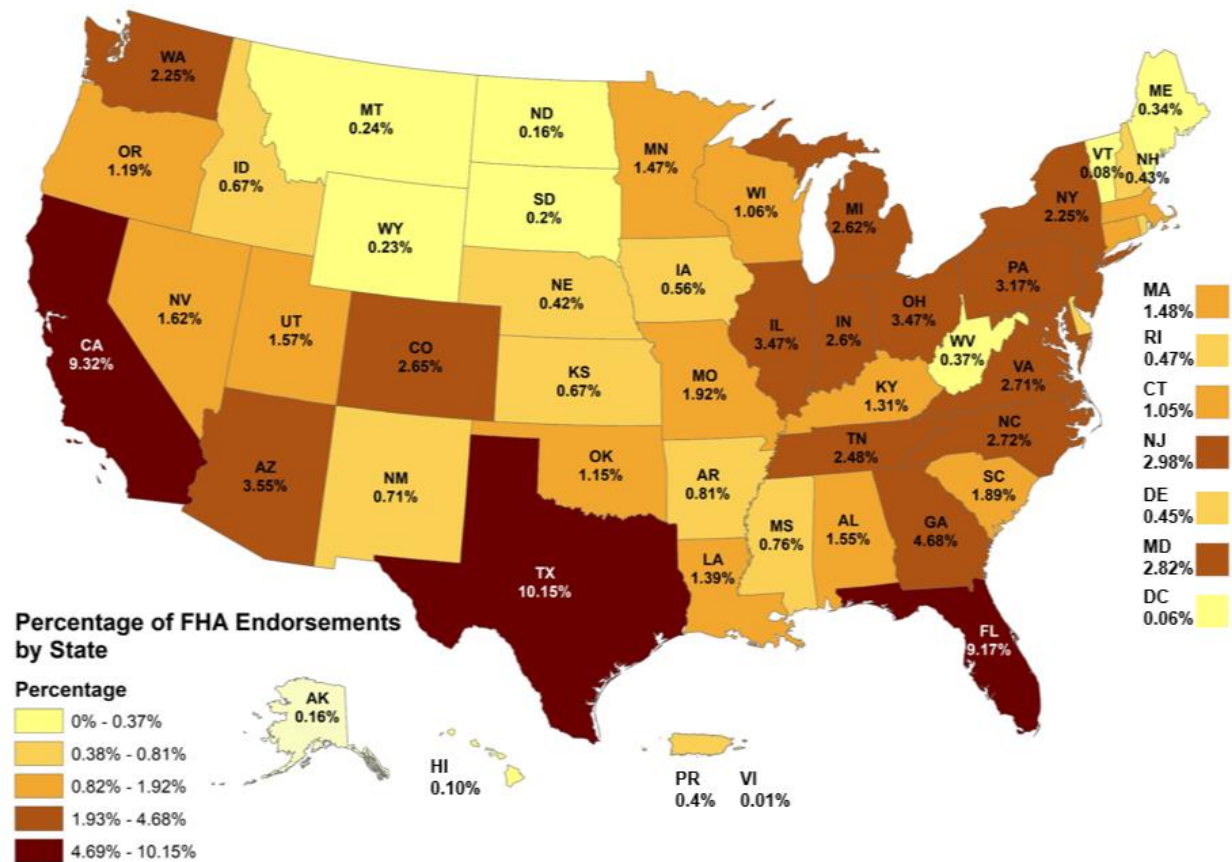 WA
2.25%
MT
0.24%
ND
0.16%
MN
1.47%
ME
0.34%
VT
0.08%
NH
0.43%
OR
1.19%
ID
0.67%
SD
0.2%
WI
1.06%
MI
2.62%
NY
2.25%
WY
0.23%
IA
0.56%
PA
3.17%
NE
0.42%
NV
1.62%
UT
1.57%
CO
2.65%
IL
3.47%
IN
2.6%
OH
3.47%
WV
0.37%
VA
2.71%
CA
9.32%
KS
0.67%
MO
1.92%
KY
1.31%
NC
2.72%
TN
2.48%
AZ
3.55%
NM
0.71%
OK
1.15%
AR
0.81%
SC
1.89%
MS
0.76%
AL
1.55%
GA
4.68%
LA
1.39%
TX
10.15%
FL
9.17%
MA
1.48%
RI
0.47%
CT
1.05%
NJ
2.98%
DE
0.45%
MD
2.82%
DC
0.06%
Percentage of FHA Endorsements
by State
Percentage
0% - 0.37%
0.38% - 0.81%
0.82% - 1.92%
1.93% - 4.68%
4.69% - 10.15%
AK
0.16%
HI
0.10%
PR
0.4%
VI
0.01%